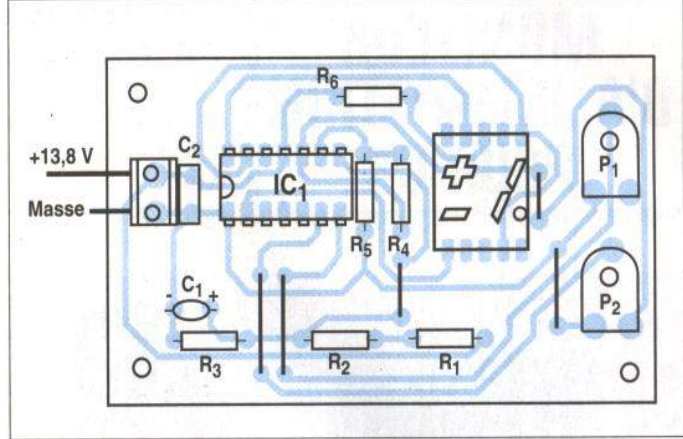 R6
+13,8 V
C2
P1
IC1
Masse
R5
R4
C1
- +
P2
R3
R2
R1